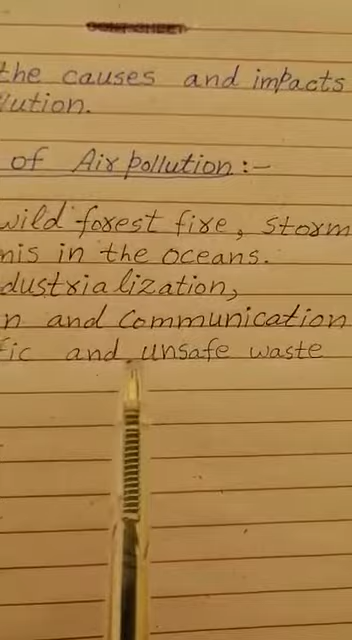 the causes and impacts
lution.
of Air pollution :-
wild forest fire, storm
mis in the oceans.
dustrialization,
n and Communication
fic and unsafe waste